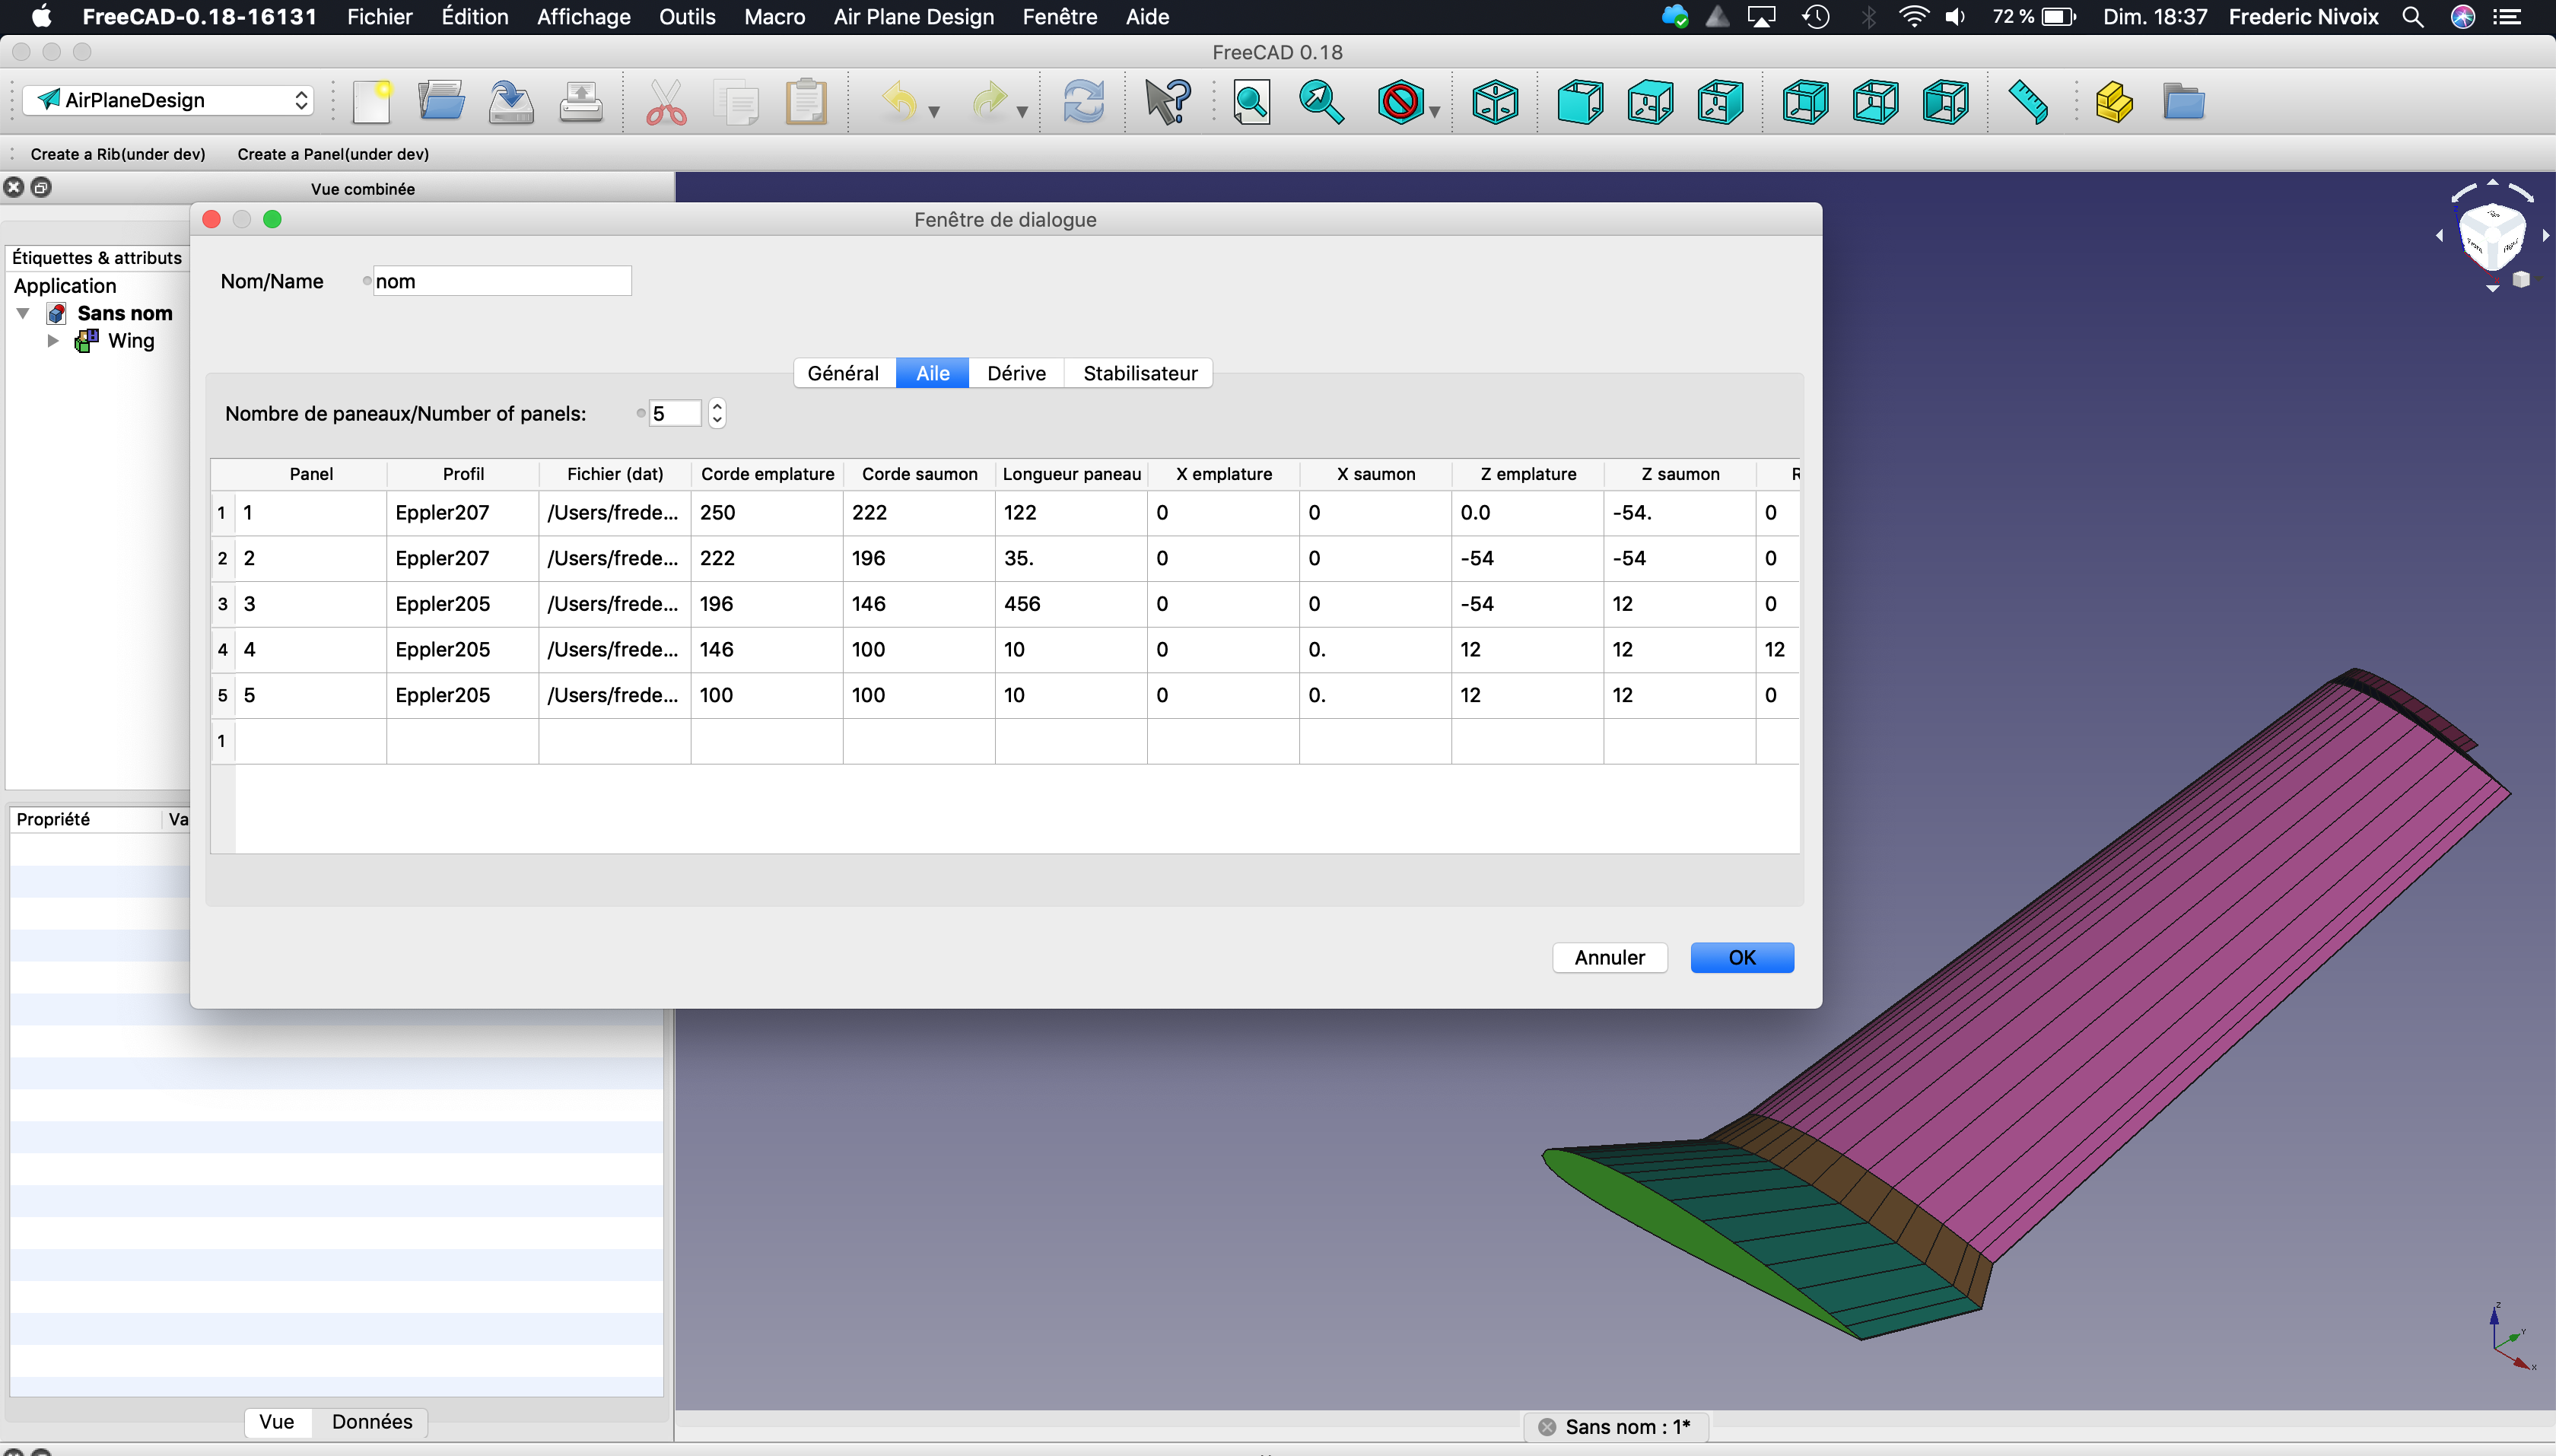 FreeCAD-0.18-16131 Fichier Édition Affichage Outils Macro Air Plane Design Fenêtre Aide 72 % Dim. 18:37 Frederic Nivoix
FreeCAD 0.18
AirPlaneDesign
Create a Rib(under dev) Create a Panel(under dev)
Vue combinée
Fenêtre de dialogue
Étiquettes & attributs
Application
Sans nom
Wing
Nom/Name nom
Général Aile Dérive Stabilisateur
Nombre de paneaux/Number of panels: 5
Panel Profil Fichier (dat) Corde emplature Corde saumon Longueur paneau X emplature X saumon Z emplature Z saumon
1 1 Eppler207 /Users/frede... 250 222 122 0 0 0.0 -54. 0
2 2 Eppler207 /Users/frede... 222 196 35. 0 0 -54 -54 0
3 3 Eppler205 /Users/frede... 196 146 456 0 0 -54 12 0
4 4 Eppler205 /Users/frede... 146 100 10 0 0. 12 12 12
5 5 Eppler205 /Users/frede... 100 100 10 0 0. 12 12 0
1
Propriété Va
Annuler OK
Z
Y
X
Vue Données
Sans nom : 1*